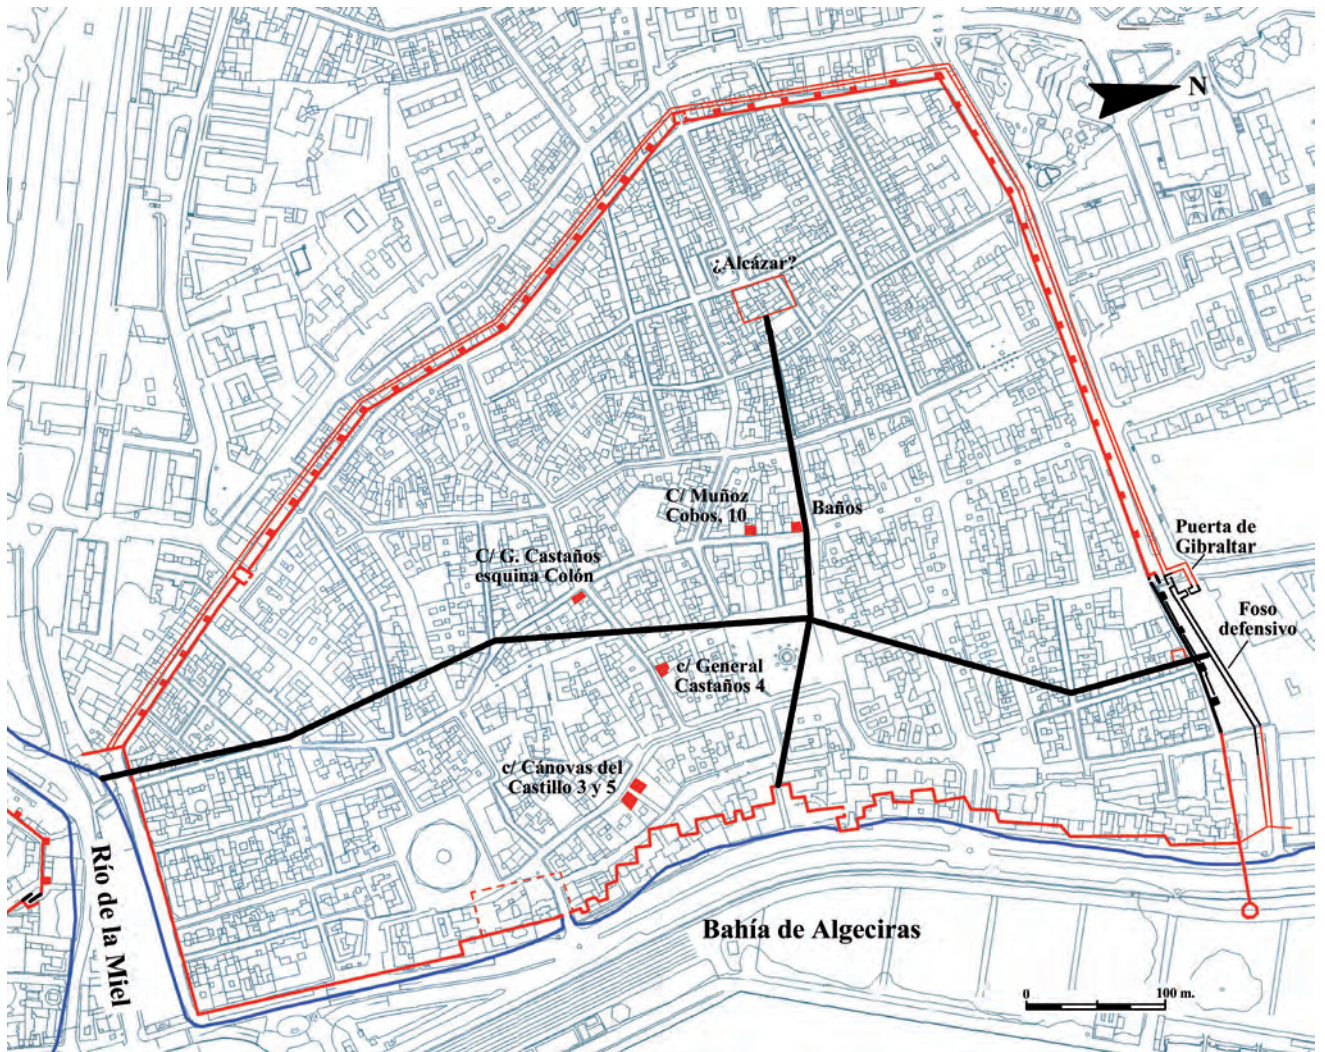 N
¿Alcázar?
C/ Muñoz
Cobos, 10
Baños
Puerta de
Gibraltar
C/ G. Castaños
esquina Colón
Foso
defensivo
c/ General
Castaños 4
c/ Cánovas del
Castillo 3 y 5
Río de la Miel
Bahía de Algeciras
0
100 m.